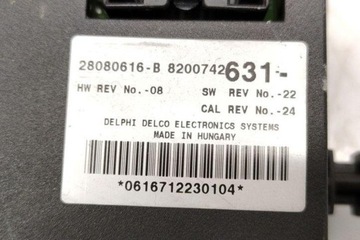 28080616-B 8200742631--
HW REV No.-08 SW REV No.-22
CAL REV No.-24
DELPHI DELCO ELECTRONICS SYSTEMS
MADE IN HUNGARY
*0616712230104*